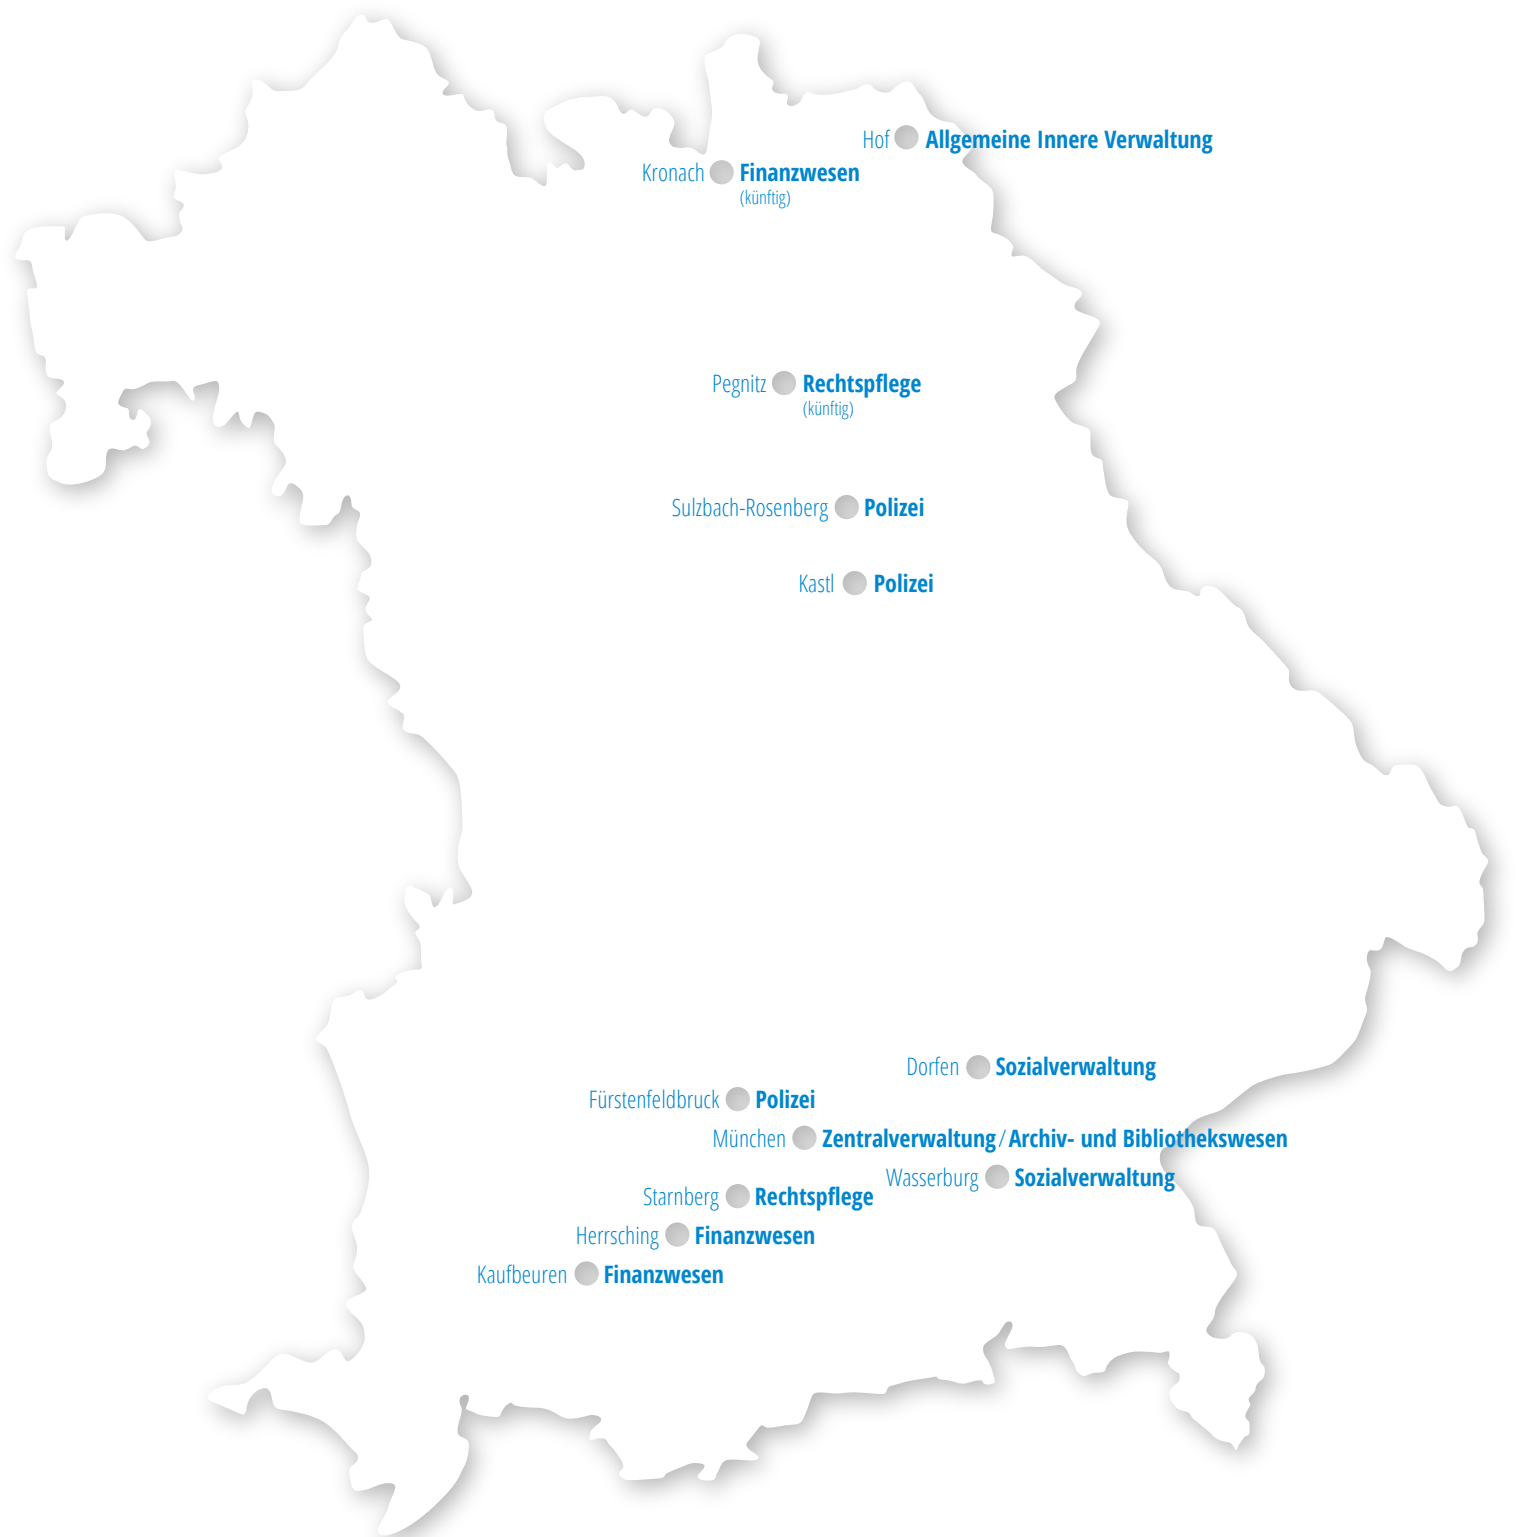 Hof Allgemeine Innere Verwaltung
Kronach Finanzwesen
(künftig)
Pegnitz Rechtspflege
(künftig)
Sulzbach-Rosenberg Polizei
Kastl Polizei
Dorfen Sozialverwaltung
Fürstenfeldbruck Polizei
München Zentralverwaltung/Archiv- und Bibliothekswesen
Wasserburg Sozialverwaltung
Starnberg Rechtspflege
Herrsching Finanzwesen
Kaufbeuren Finanzwesen